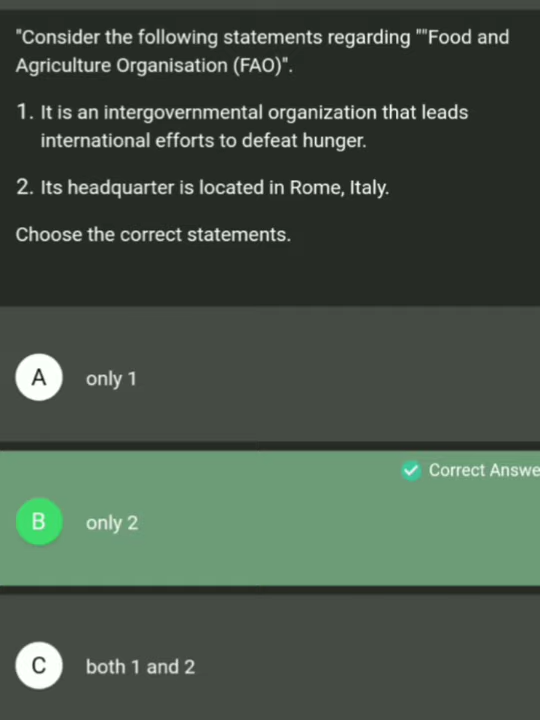 "Consider the following statements regarding ""Food and
Agriculture Organisation (FAO)".
1. It is an intergovernmental organization that leads
international efforts to defeat hunger.
2. Its headquarter is located in Rome, Italy.
Choose the correct statements.
A only 1
Correct Answe
B only 2
C both 1 and 2